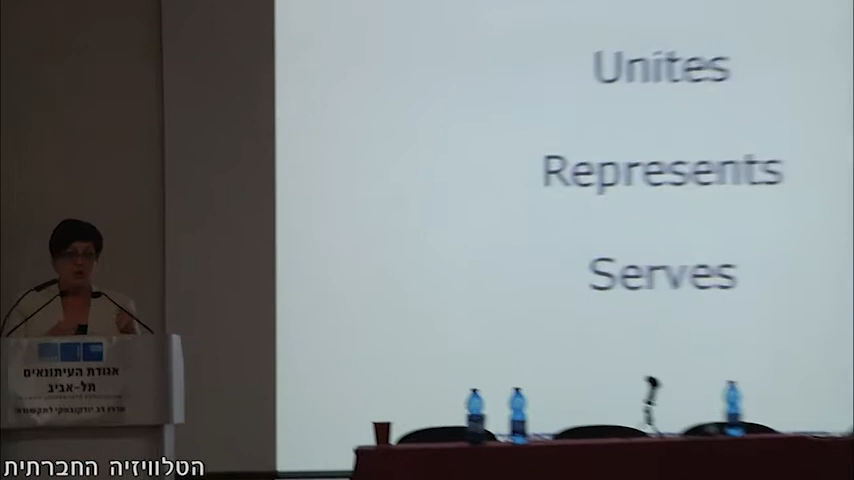 Unites
Represents
Serves
אגודת העיתונאים
תל-אביב
הטלוויזיה החברתית